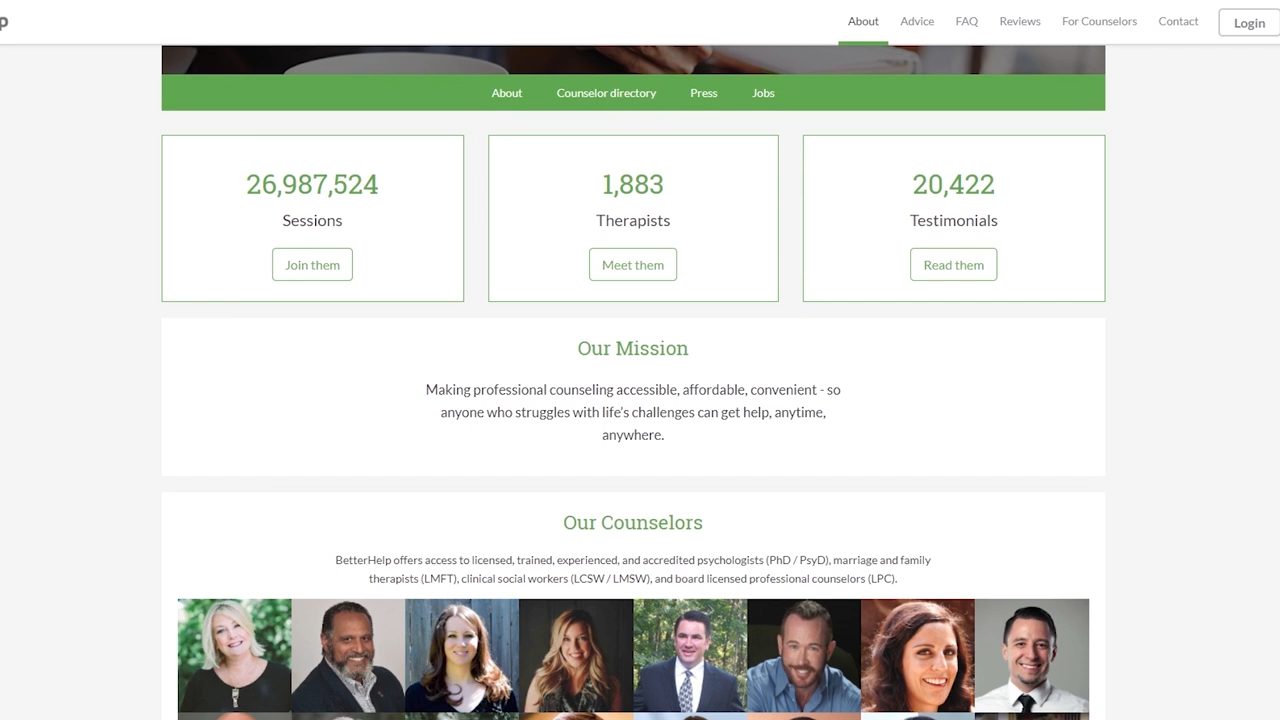 p
About Advice FAQ Reviews For Counselors Contact Login
About Counselor directory Press Jobs
26,987,524
Sessions
Join them
1,883
Therapists
Meet them
20,422
Testimonials
Read them
Our Mission
Making professional counseling accessible, affordable, convenient - so
anyone who struggles with life's challenges can get help, anytime,
anywhere.
Our Counselors
BetterHelp offers access to licensed, trained, experienced, and accredited psychologists (PhD / PsyD), marriage and family
therapists (LMFT), clinical social workers (LCSW / LMSW), and board licensed professional counselors (LPC).